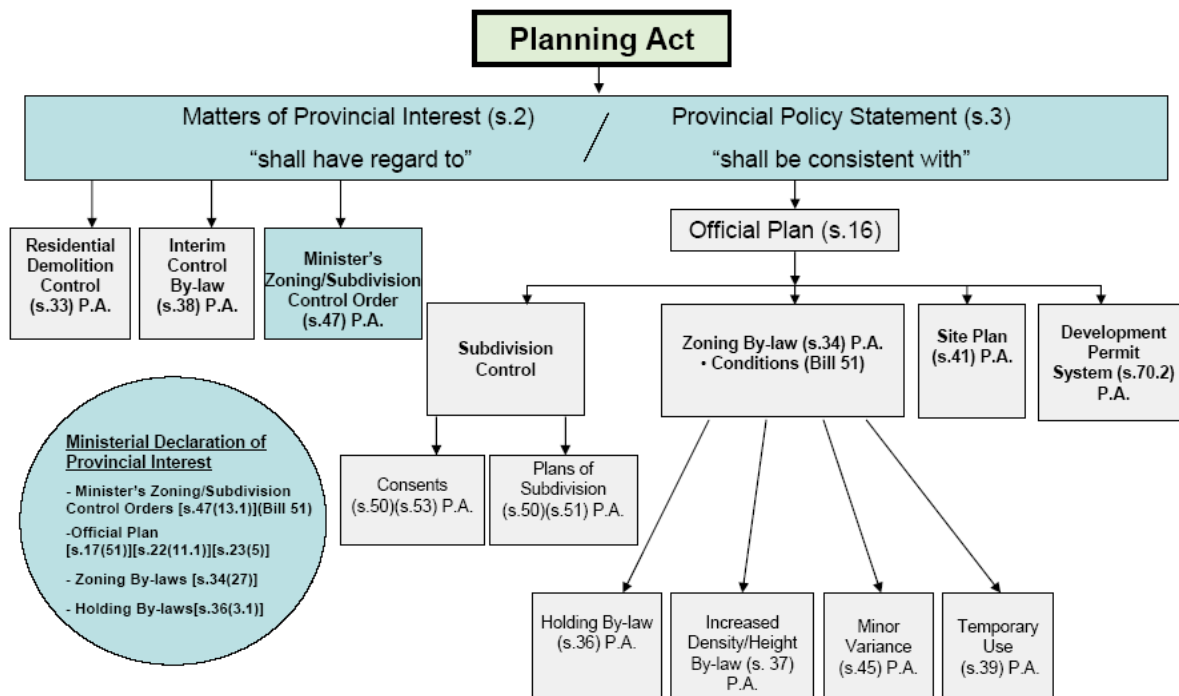 Planning Act
Matters of Provincial Interest (s.2) / Provincial Policy Statement (s.3)
“shall have regard to” “shall be consistent with”
Residential
Demolition
Control
(s.33) P.A.
Interim
Control
By-law
(s.38) P.A.
Minister’s
Zoning/Subdivision
Control Order
(s.47) P.A.
Official Plan (s.16)
Subdivision
Control
Zoning By-law (s.34) P.A.
• Conditions (Bill 51)
Site Plan
(s.41) P.A.
Development
Permit
System (s.70.2)
P.A.
Ministerial Declaration of
Provincial Interest
- Minister’s Zoning/Subdivision
Control Orders [s.47(13.1)](Bill 51)
-Official Plan
[s.17(51)][s.22(11.1)][s.23(5)]
- Zoning By-laws [s.34(27)]
- Holding By-laws[s.36(3.1)]
Consents
(s.50)(s.53) P.A.
Plans of
Subdivision
(s.50)(s.51) P.A.
Holding By-law
(s.36) P.A.
Increased
Density/Height
By-law (s. 37)
P.A.
Minor
Variance
(s.45) P.A.
Temporary
Use
(s.39) P.A.